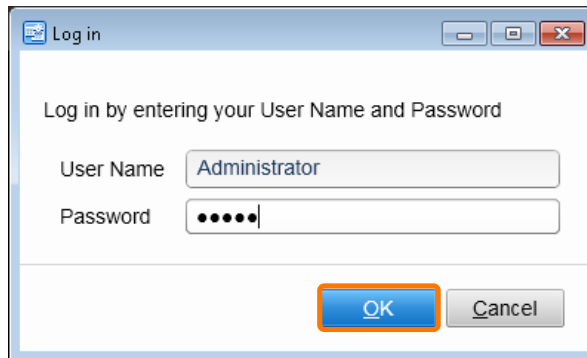 Log in
Log in by entering your User Name and Password
User Name Administrator
Password •••••
OK Cancel